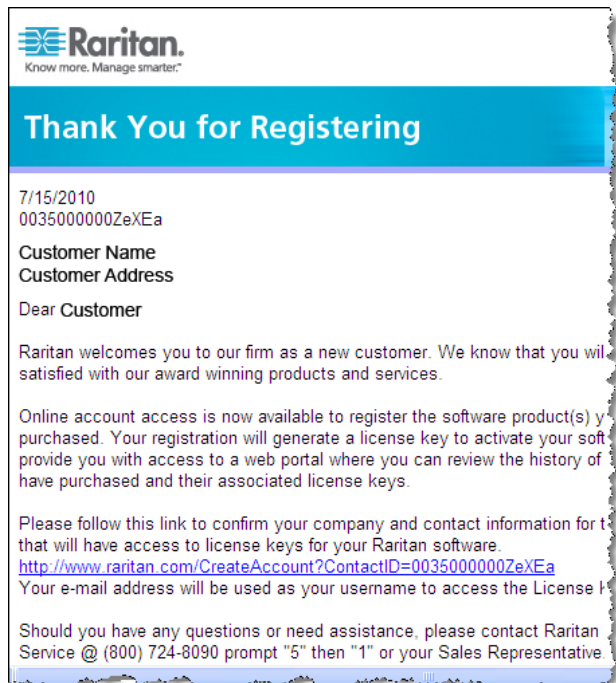 Raritan.
Know more. Manage smarter.™
Thank You for Registering
7/15/2010
0035000000ZeXEa
Customer Name
Customer Address
Dear Customer
Raritan welcomes you to our firm as a new customer. We know that you wil
satisfied with our award winning products and services.
Online account access is now available to register the software product(s) y
purchased. Your registration will generate a license key to activate your soft
provide you with access to a web portal where you can review the history of
have purchased and their associated license keys.
Please follow this link to confirm your company and contact information for t
that will have access to license keys for your Raritan software.
http://www.raritan.com/CreateAccount?ContactID=0035000000ZeXEa
Your e-mail address will be used as your username to access the License K
Should you have any questions or need assistance, please contact Raritan
Service @ (800) 724-8090 prompt "5" then "1" or your Sales Representative.